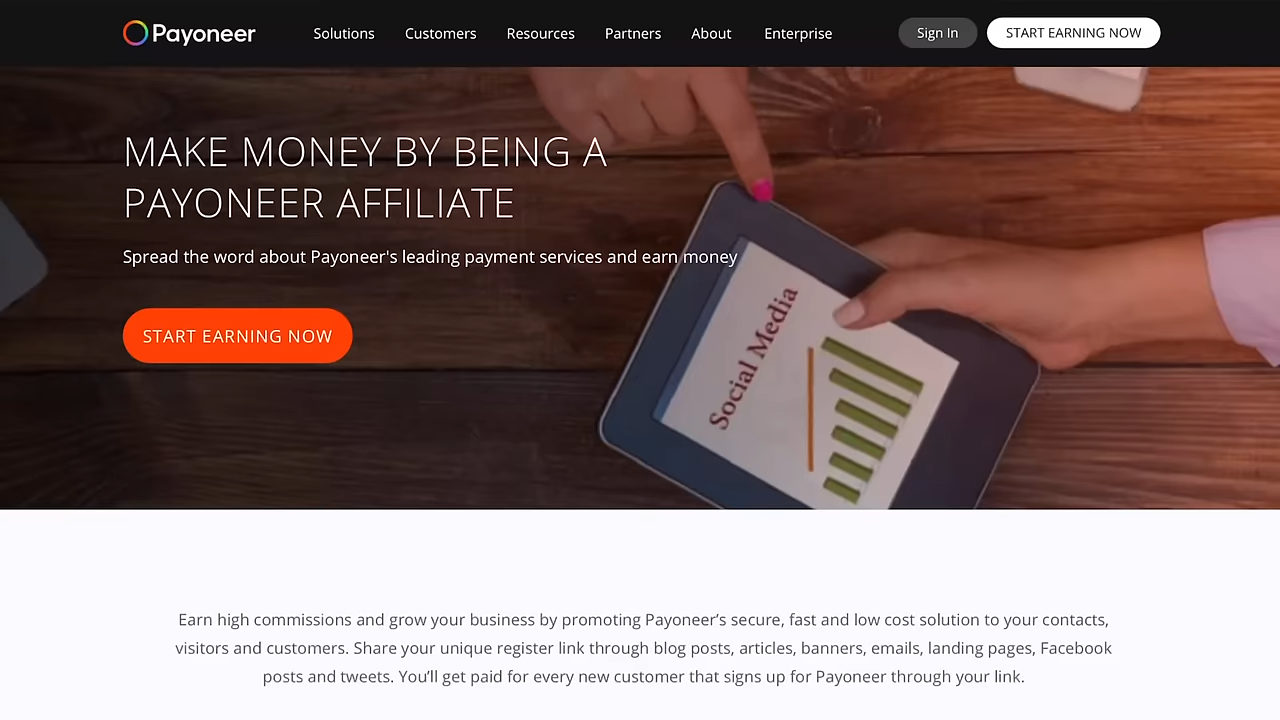 Payoneer
Solutions
Customers
Resources
Partners
About
Enterprise
Sign In
START EARNING NOW
MAKE MONEY BY BEING A
PAYONEER AFFILIATE
Spread the word about Payoneer's leading payment services and earn money
START EARNING NOW
Social Media
Earn high commissions and grow your business by promoting Payoneer’s secure, fast and low cost solution to your contacts,
visitors and customers. Share your unique register link through blog posts, articles, banners, emails, landing pages, Facebook
posts and tweets. You’ll get paid for every new customer that signs up for Payoneer through your link.